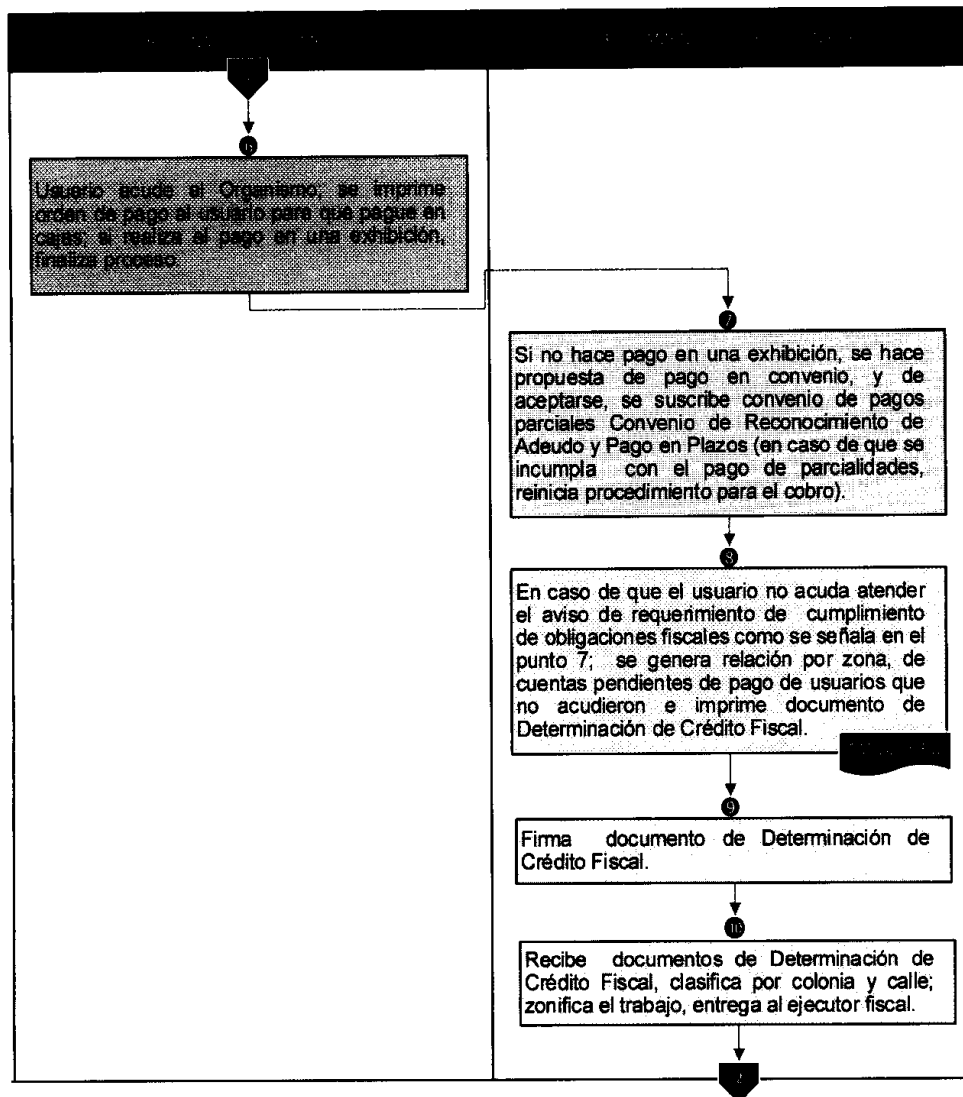 6
Usuario acude al Organismo, se imprime
orden de pago al usuario para que pague en
cajas; si realiza el pago en una exhibición,
finaliza proceso.
7
Si no hace pago en una exhibición, se hace
propuesta de pago en convenio, y de
aceptarse, se suscribe convenio de pagos
parciales Convenio de Reconocimiento de
Adeudo y Pago en Plazos (en caso de que se
incumpla con el pago de parcialidades,
reinicia procedimiento para el cobro).
8
En caso de que el usuario no acuda atender
el aviso de requerimiento de cumplimiento
de obligaciones fiscales como se señala en el
punto 7; se genera relación por zona, de
cuentas pendientes de pago de usuarios que
no acudieron e imprime documento de
Determinación de Crédito Fiscal.
9
Firma documento de Determinación de
Crédito Fiscal.
10
Recibe documentos de Determinación de
Crédito Fiscal, clasifica por colonia y calle;
zonifica el trabajo, entrega al ejecutor fiscal.
2